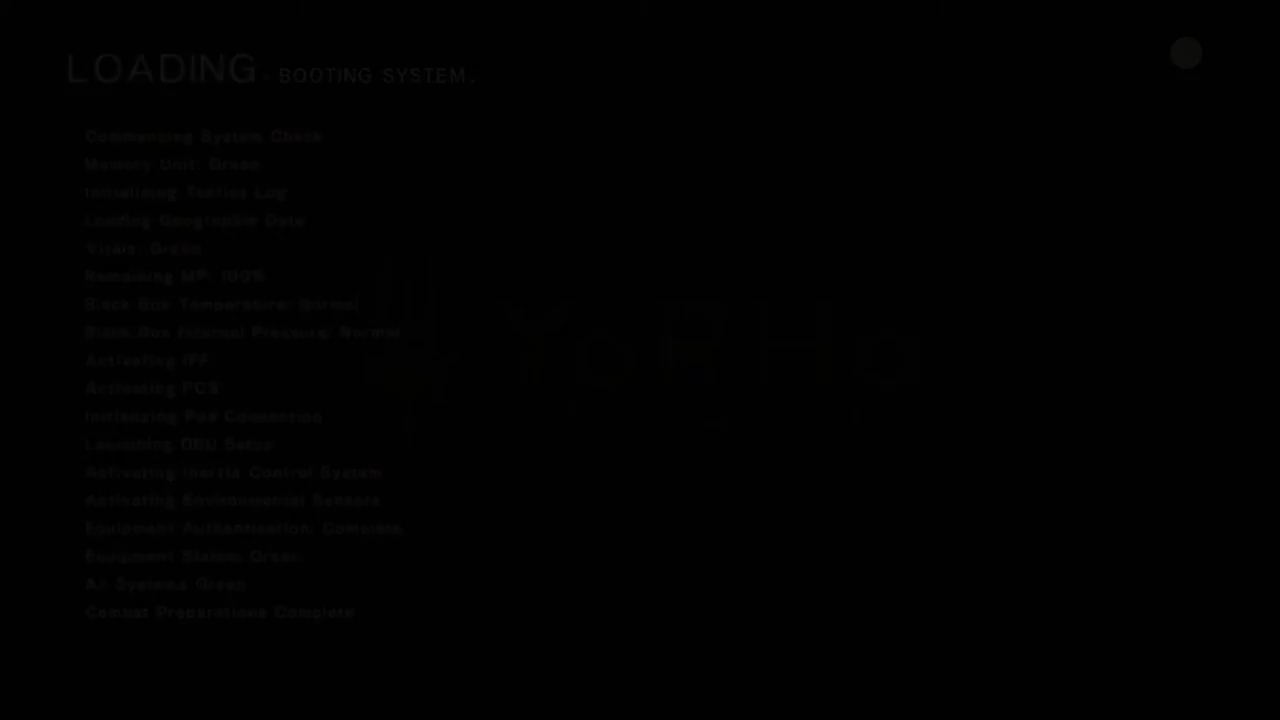 LOADING - BOOTING SYSTEM.
Commencing System Check
Memory Unit: Green
Initializing Tactics Log
Loading Geographic Data
Vitals: Green
Remaining MP: 100%
Black Box Temperature: Normal
Black Box Internal Pressure: Normal
YoRHa
Activating IFF
Activating FCS
Initializing Pod Connection
Launching DBU Setup
Activating Inertia Control System
Activating Environmental Sensors
Equipment Authentication: Complete
Equipment Status: Green
All Systems Green
Combat Preparations Complete